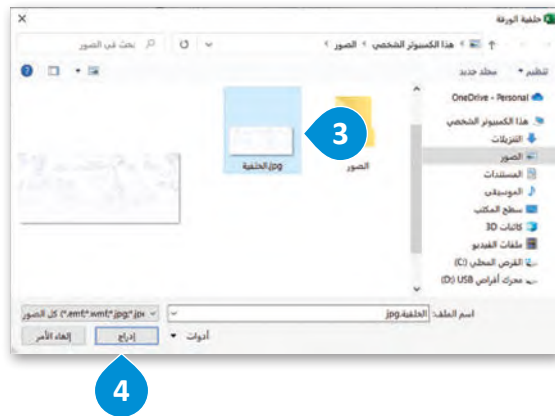 خلفية الورقة
هذا الكمبيوتر الشخصي › الصور ›
بحث في الصور
تنظيم
مجلد جديد
OneDrive - Personal
هذا الكمبيوتر الشخصي
التنزيلات
الصور
المستندات
الموسيقى
سطح المكتب
كائنات 3D
ملفات الفيديو
القرص المحلي (C:)
محرك أقراص USB (D:)
الصور
الخلفية.jpg
3
اسم الملف:
الخلفية.jpg
كل الصور (*.emf;*.wmf;*.jpg;*.jpe
أدوات
إدراج
إلغاء الأمر
4